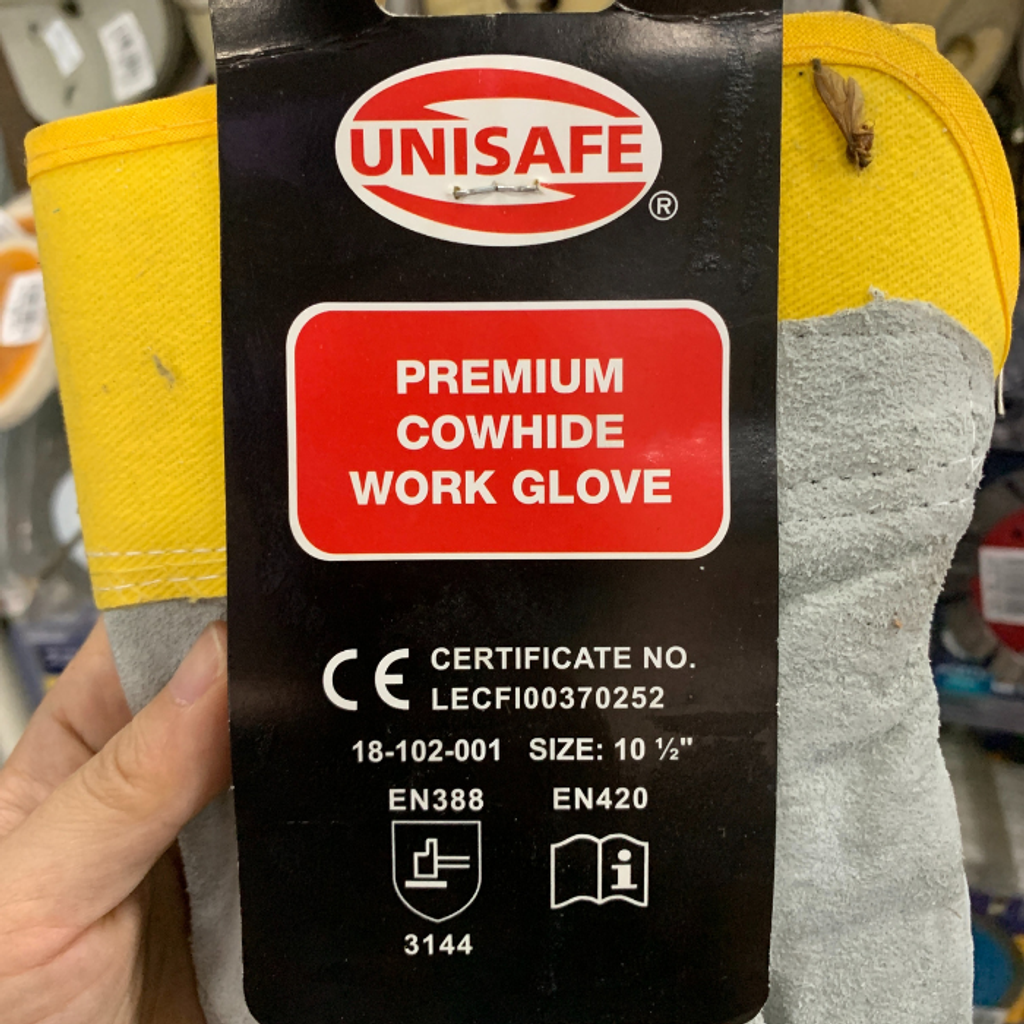 UNISAFE
®
PREMIUM
COWHIDE
WORK GLOVE
CE CERTIFICATE NO.
LECFI00370252
18-102-001 SIZE: 10 ½"
EN388 EN420
i
3144